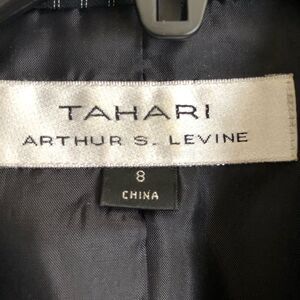 TAHARI
ARTHUR S. LEVINE
8
CHINA